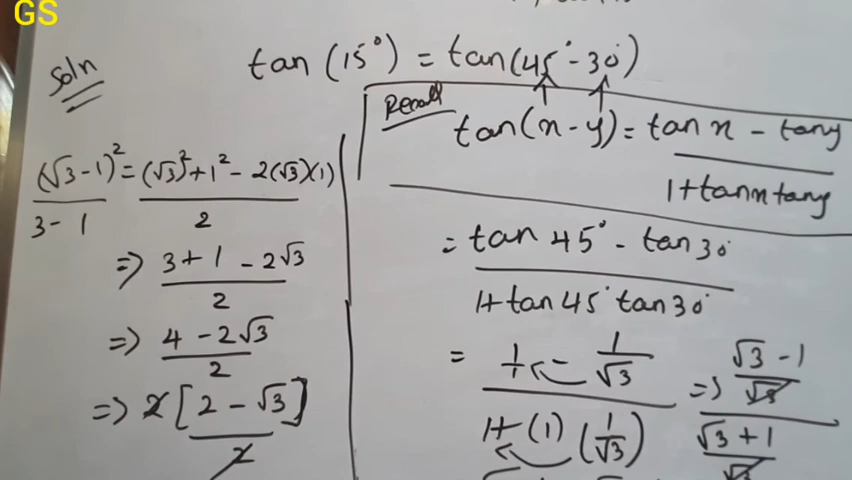 GS
Soln
tan (15°) = tan(45° - 30°)
Recall
tan(x - y) = tan x - tan y
1 + tan x tan y
= tan 45° - tan 30°
1 + tan 45° tan 30°
= 1/1 - 1/√3 => √3 - 1/√3
1 + (1) (1/√3) √3 + 1/√3
(√3 - 1)² = (√3)² + 1² - 2(√3)(1)
3 - 1 2
=> 3 + 1 - 2√3
2
=> 4 - 2√3
2
=> 2[2 - √3]
2